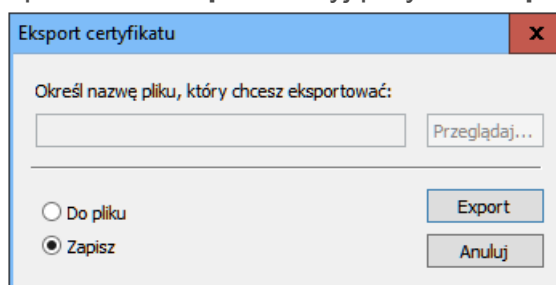 Eksport certyfikatu
x
Określ nazwę pliku, który chcesz eksportować:
Przeglądaj...
Do pliku
Export
Zapisz
Anuluj